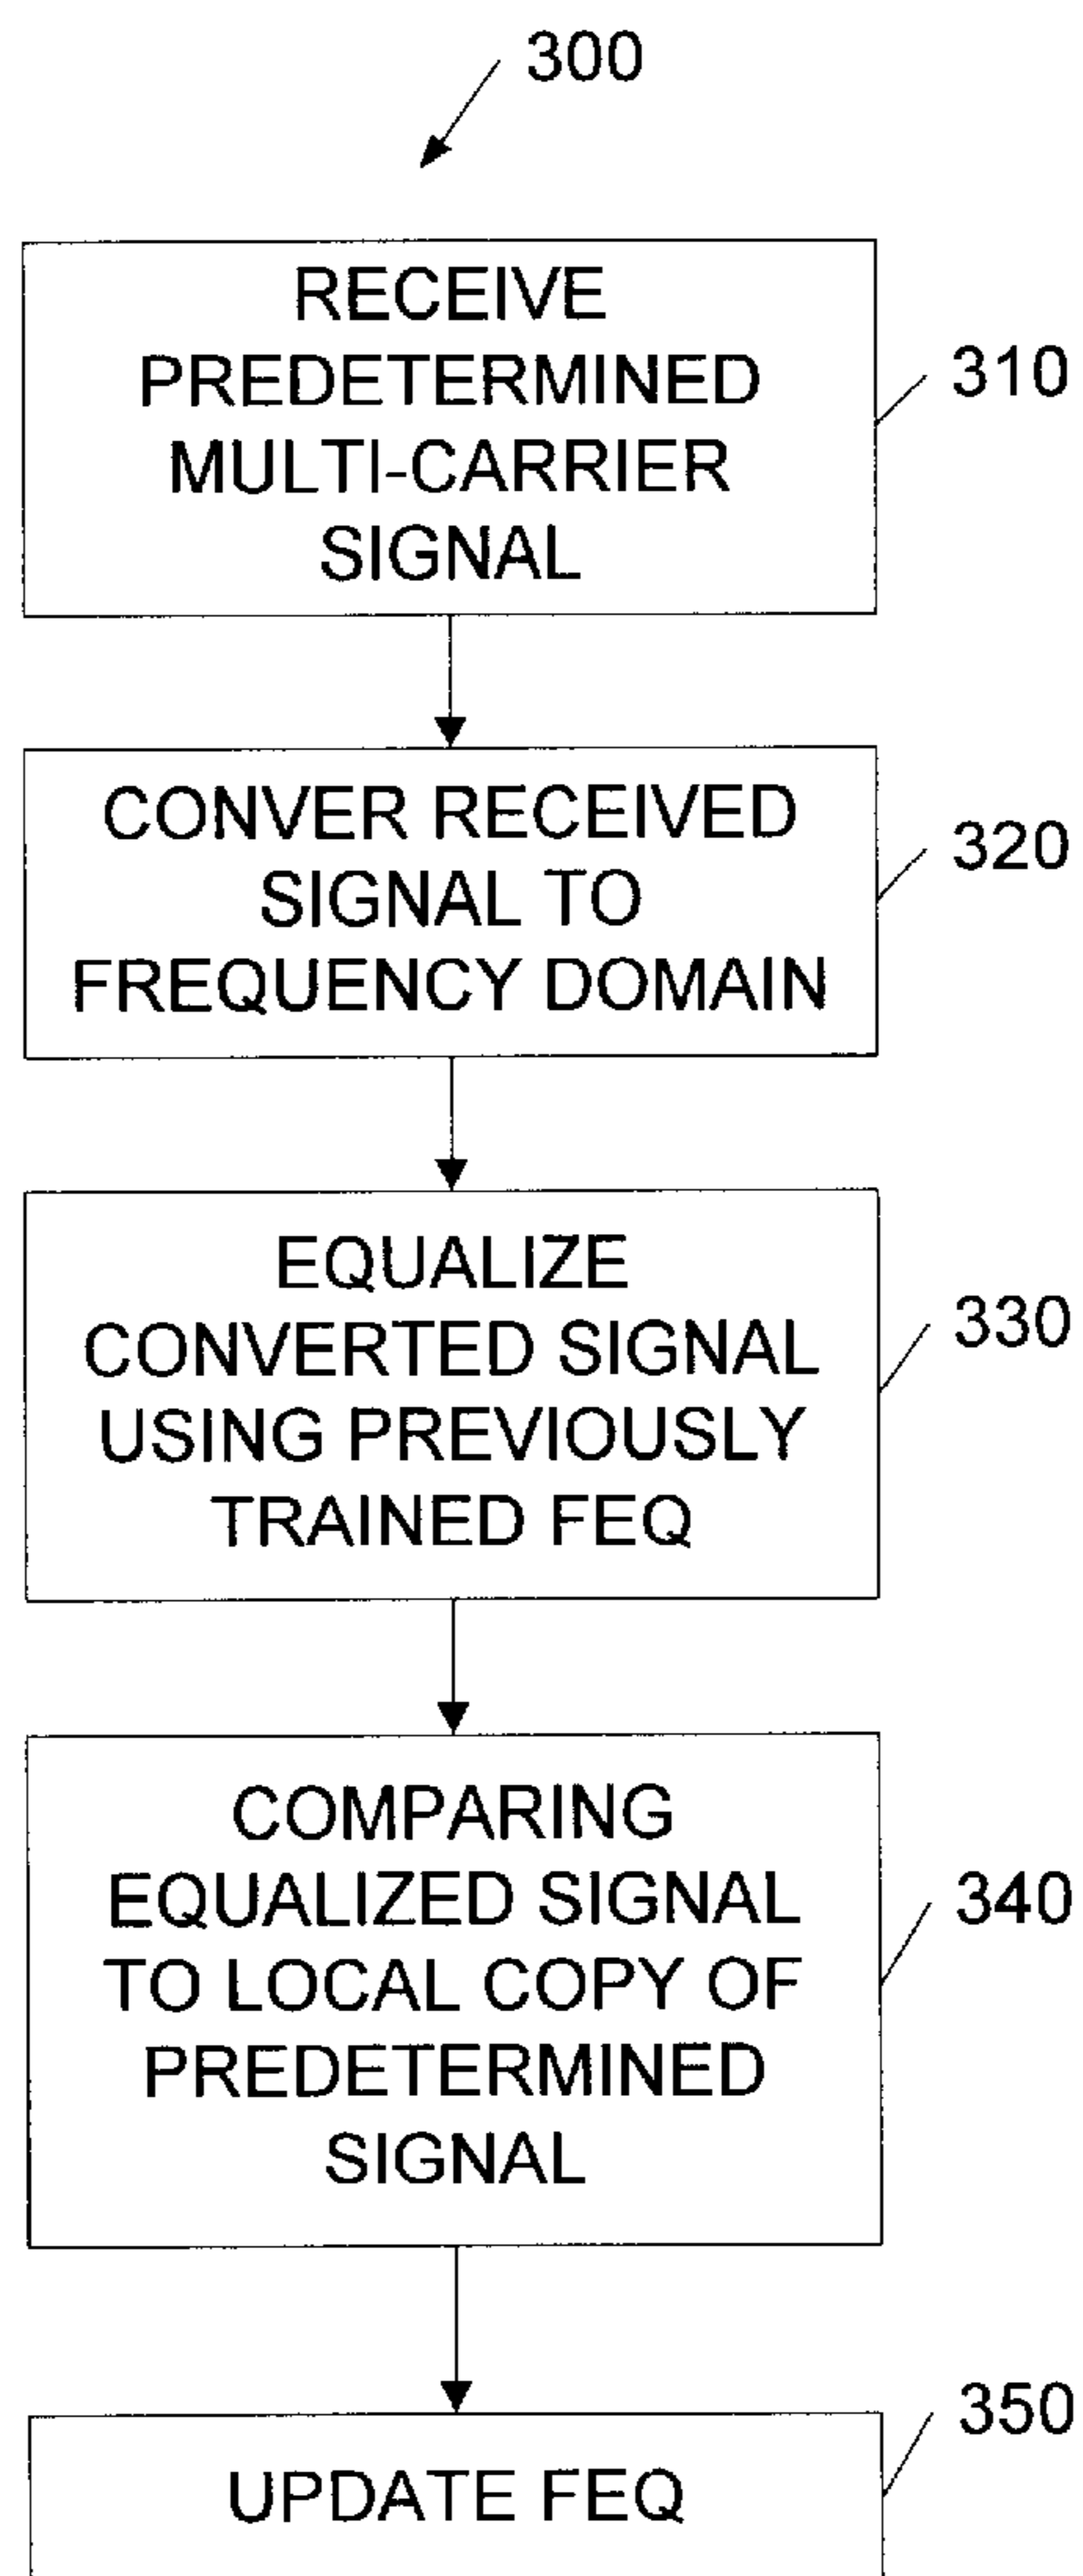 300
RECEIVE
PREDETERMINED
MULTI-CARRIER
SIGNAL
310
CONVER RECEIVED
SIGNAL TO
FREQUENCY DOMAIN
320
EQUALIZE
CONVERTED SIGNAL
USING PREVIOUSLY
TRAINED FEQ
330
COMPARING
EQUALIZED SIGNAL
TO LOCAL COPY OF
PREDETERMINED
SIGNAL
340
UPDATE FEQ
350